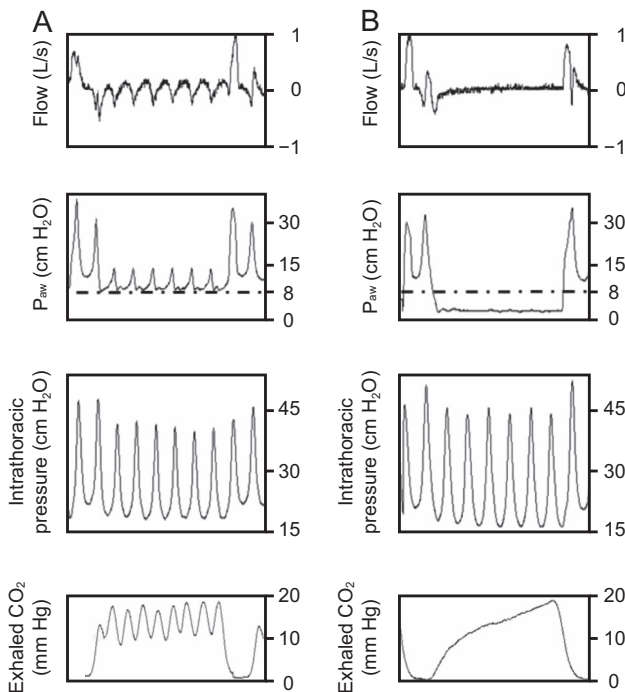 A
B
Flow (L/s)
1
0
−1
Flow (L/s)
1
0
−1
Paw (cm H₂O)
30
15
8
0
Paw (cm H₂O)
30
15
8
0
Intrathoracic
pressure (cm H₂O)
45
30
15
Intrathoracic
pressure (cm H₂O)
45
30
15
Exhaled CO₂
(mm Hg)
20
10
0
Exhaled CO₂
(mm Hg)
20
10
0